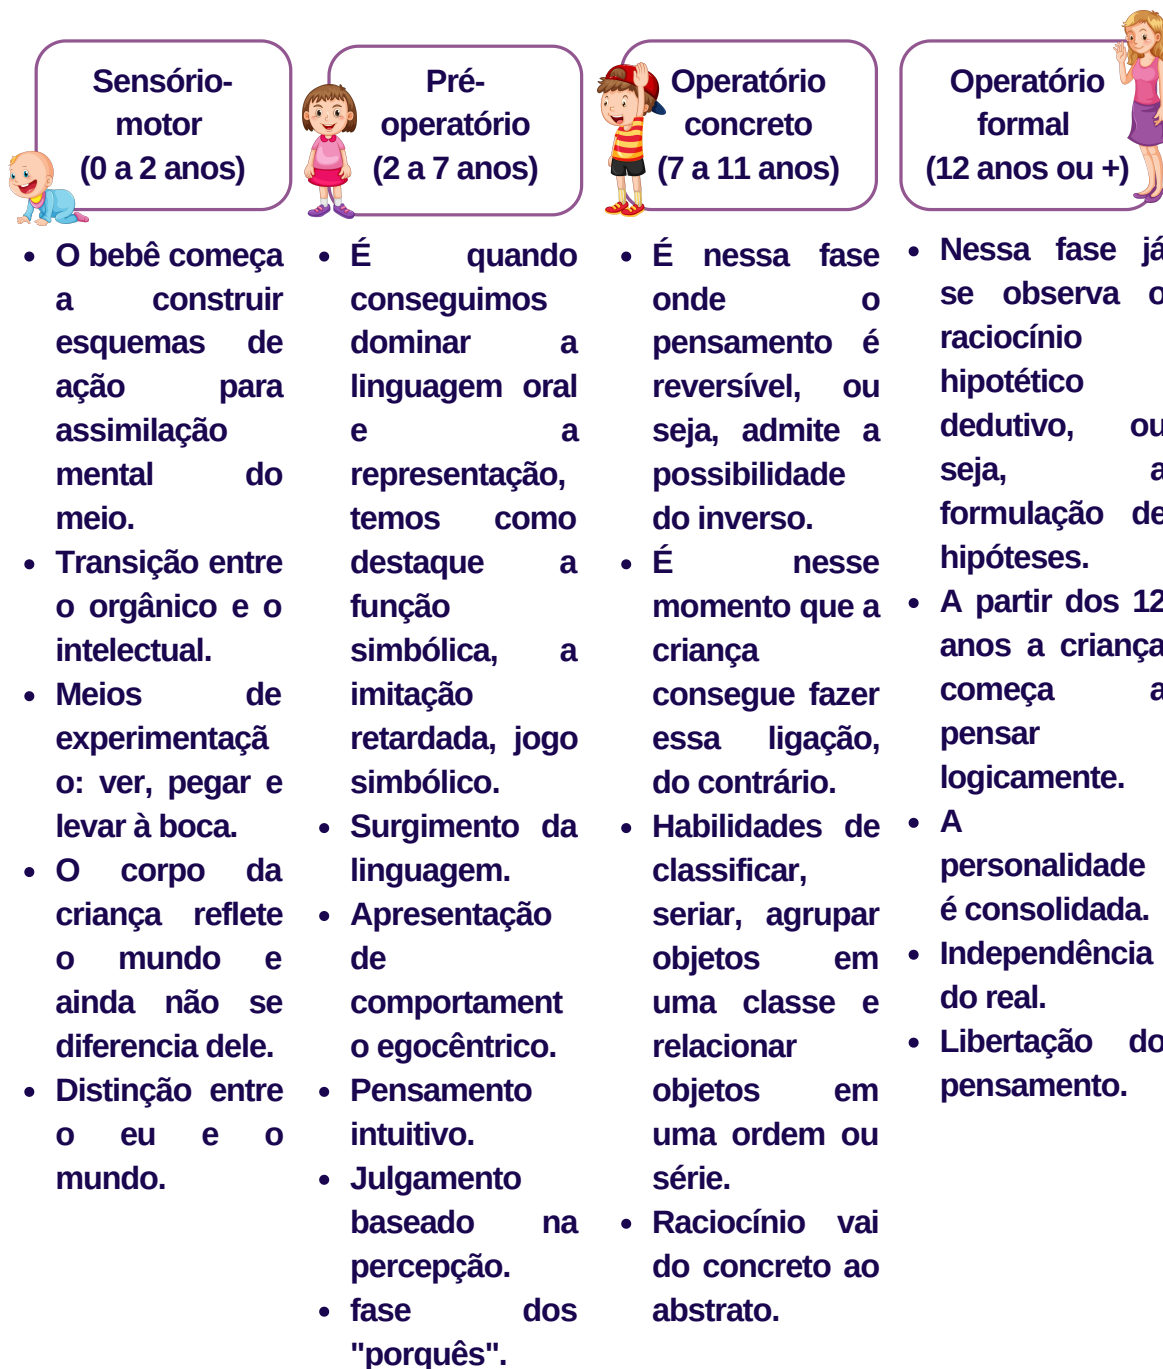 Sensório-
motor
(0 a 2 anos)
• O bebê começa
a construir
esquemas de
ação para
assimilação
mental do
meio.
• Transição entre
o orgânico e o
intelectual.
• Meios de
experimentaçã
o: ver, pegar e
levar à boca.
• O corpo da
criança reflete
o mundo e
ainda não se
diferencia dele.
• Distinção entre
o eu e o
mundo.
Pré-
operatório
(2 a 7 anos)
• É quando
conseguimos
dominar a
linguagem oral
e a
representação,
temos como
destaque a
função
simbólica, a
imitação
retardada, jogo
simbólico.
• Surgimento da
linguagem.
• Apresentação
de
comportament
o egocêntrico.
• Pensamento
intuitivo.
• Julgamento
baseado na
percepção.
• fase dos
"porquês".
Operatório
concreto
(7 a 11 anos)
• É nessa fase
onde o
pensamento é
reversível, ou
seja, admite a
possibilidade
do inverso.
• É nesse
momento que a
criança
consegue fazer
essa ligação,
do contrário.
• Habilidades de
classificar,
seriar, agrupar
objetos em
uma classe e
relacionar
objetos em
uma ordem ou
série.
• Raciocínio vai
do concreto ao
abstrato.
Operatório
formal
(12 anos ou +)
• Nessa fase já
se observa o
raciocínio
hipotético
dedutivo, ou
seja, a
formulação de
hipóteses.
• A partir dos 12
anos a criança
começa a
pensar
logicamente.
• A
personalidade
é consolidada.
• Independência
do real.
• Libertação do
pensamento.